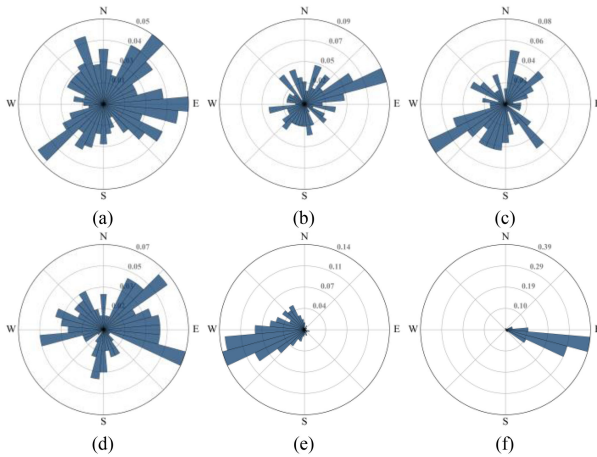 N N N
0.05 0.09 0.08
0.04 0.07 0.06
0.05 0.04
W E W E W E
S S S
(a) (b) (c)
N N N
0.07 0.14 0.39
0.05 0.11 0.29
0.07 0.19
0.04 0.10
W E W E W
S S S
(d) (e) (f)